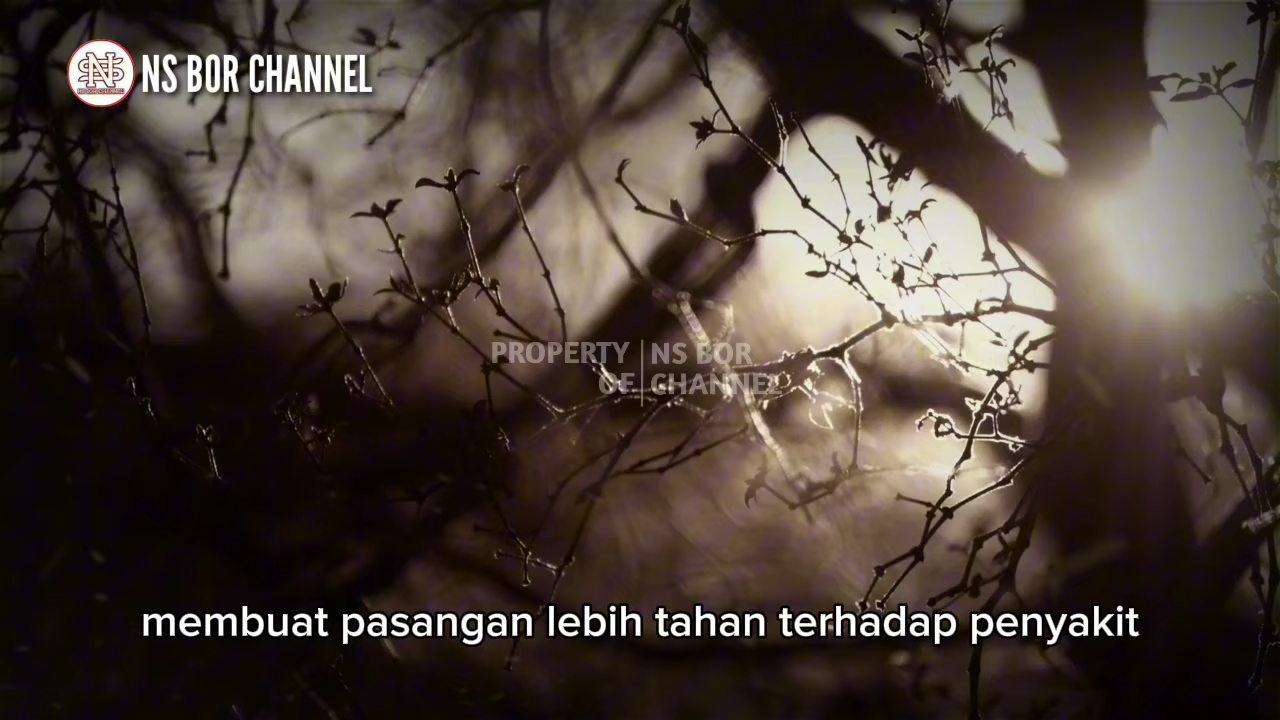 NS BOR CHANNEL
PROPERTY OF NS BOR CHANNEL
membuat pasangan lebih tahan terhadap penyakit